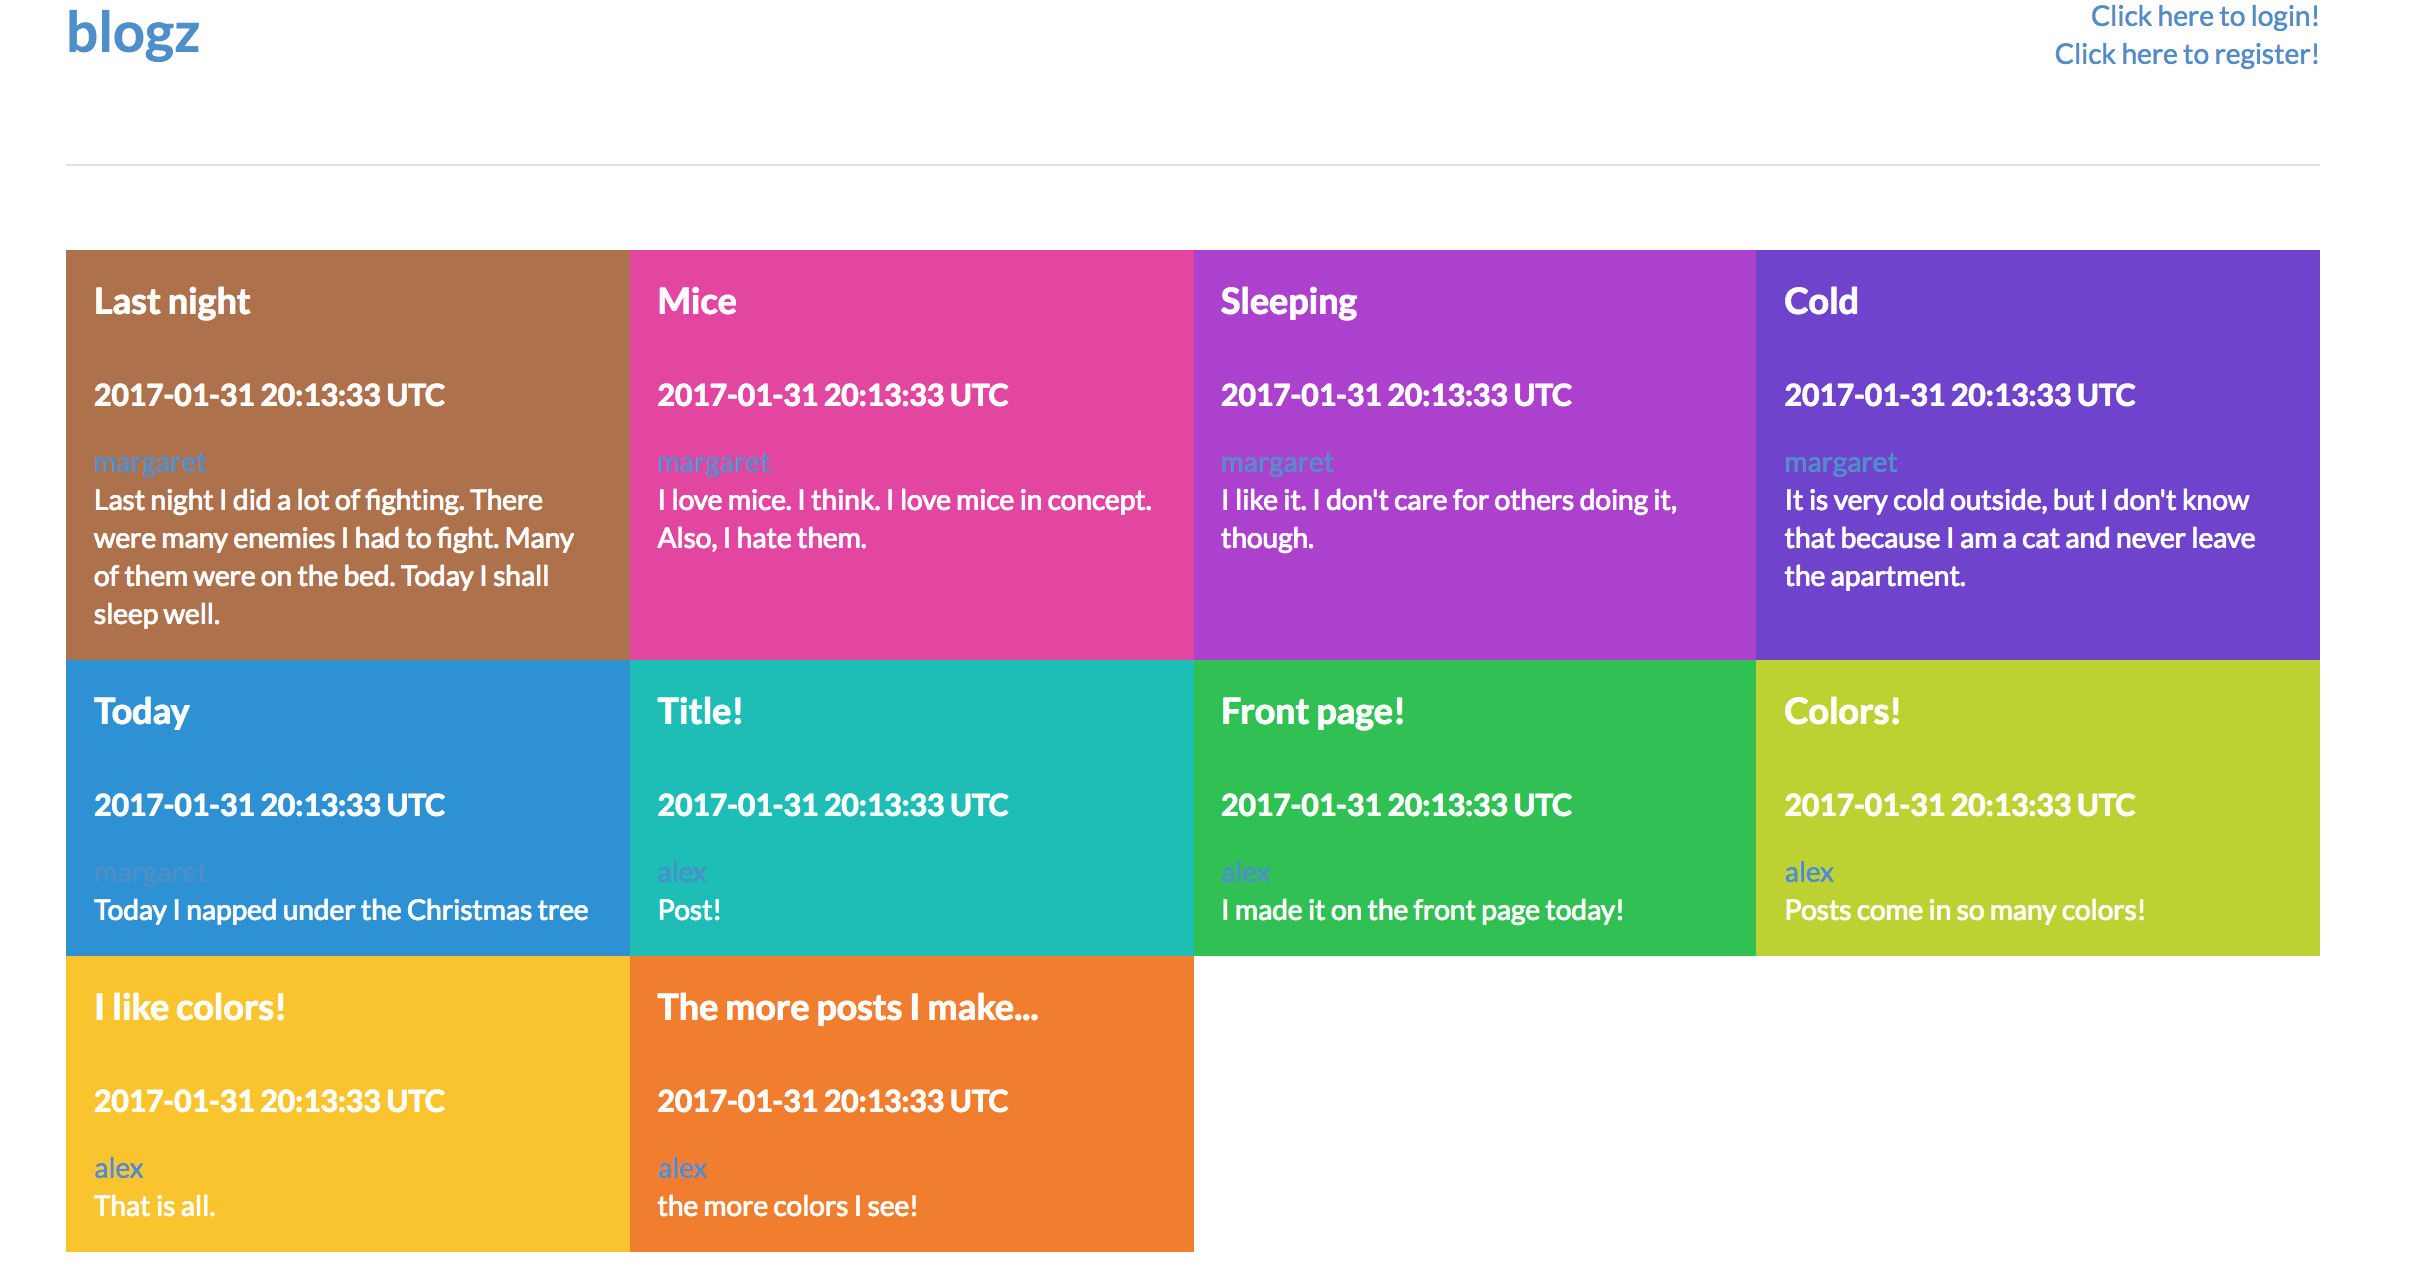 blogz
Click here to login!
Click here to register!
Last night
2017-01-31 20:13:33 UTC
margaret
Last night I did a lot of fighting. There
were many enemies I had to fight. Many
of them were on the bed. Today I shall
sleep well.
Mice
2017-01-31 20:13:33 UTC
margaret
I love mice. I think. I love mice in concept.
Also, I hate them.
Sleeping
2017-01-31 20:13:33 UTC
margaret
I like it. I don't care for others doing it,
though.
Cold
2017-01-31 20:13:33 UTC
margaret
It is very cold outside, but I don't know
that because I am a cat and never leave
the apartment.
Today
2017-01-31 20:13:33 UTC
margaret
Today I napped under the Christmas tree
Title!
2017-01-31 20:13:33 UTC
alex
Post!
Front page!
2017-01-31 20:13:33 UTC
alex
I made it on the front page today!
Colors!
2017-01-31 20:13:33 UTC
alex
Posts come in so many colors!
I like colors!
2017-01-31 20:13:33 UTC
alex
That is all.
The more posts I make...
2017-01-31 20:13:33 UTC
alex
the more colors I see!